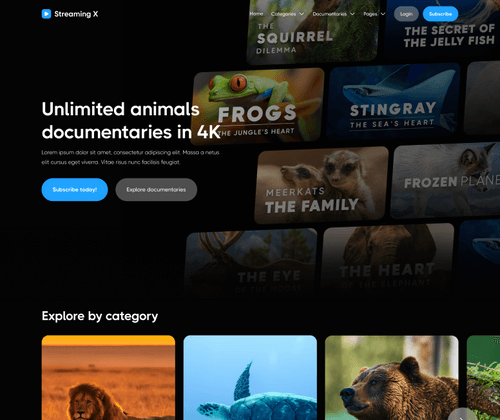 Streaming X
Home
Categories
Documentaries
Pages
Login
Subscribe
THE
SQUIRREL
DILEMMA
THE SECRET OF
THE JELLY FISH
FROGS
THE JUNGLE'S HEART
STINGRAY
THE SEA'S HEART
MEERKATS
THE FAMILY
FROZEN PLANE
THE EYE
THE HEART
OF THE ELEPHANT
Unlimited animals
documentaries in 4K
Lorem ipsum dolor sit amet, consectetur adipiscing elit. Massa a netus
elit cursus eget viverra. Vitae risus nunc facilisis feugiat.
Subscribe today!
Explore documentaries
Explore by category